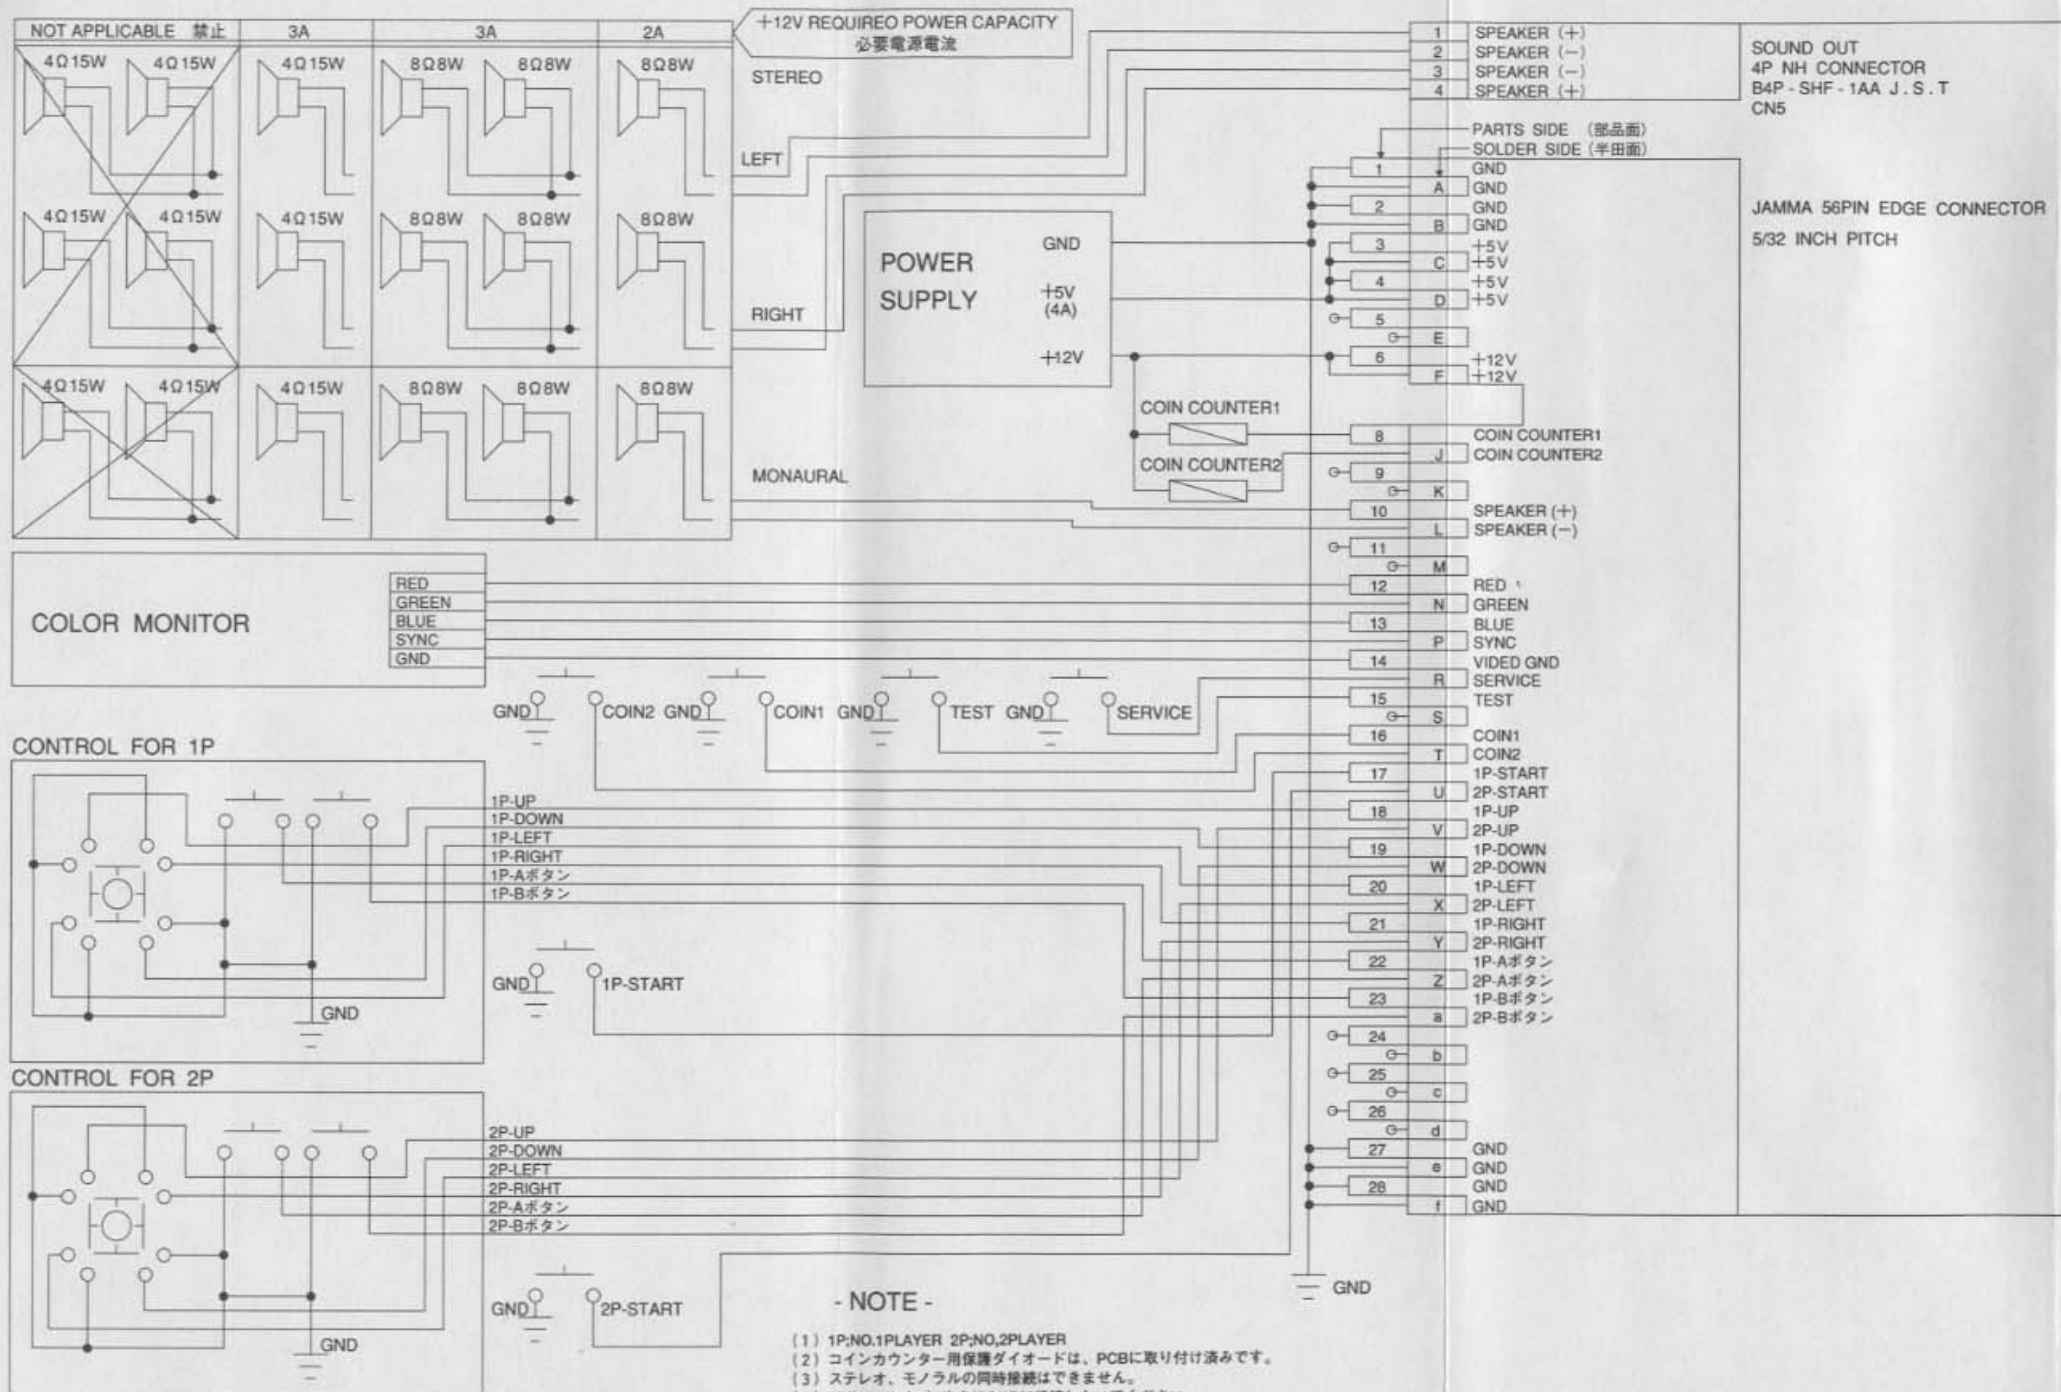 NOT APPLICABLE 禁止 3A 3A 2A
+12V REQUIREO POWER CAPACITY
必要電源電流
4Ω15W 4Ω15W 4Ω15W 8Ω8W 8Ω8W 8Ω8W
STEREO
LEFT
4Ω15W 4Ω15W 4Ω15W 8Ω8W 8Ω8W 8Ω8W
RIGHT
4Ω15W 4Ω15W 4Ω15W 8Ω8W 8Ω8W 8Ω8W
MONAURAL
1 SPEAKER (+)
2 SPEAKER (−)
3 SPEAKER (−)
4 SPEAKER (+)
SOUND OUT
4P NH CONNECTOR
B4P - SHF - 1AA J . S . T
CN5
PARTS SIDE (部品面)
SOLDER SIDE (半田面)
JAMMA 56PIN EDGE CONNECTOR
5/32 INCH PITCH
POWER
SUPPLY
GND
+5V
(4A)
+12V
COIN COUNTER1
COIN COUNTER2
1 GND
A GND
2 GND
B GND
3 +5V
C +5V
4 +5V
D +5V
5
E
6 +12V
F +12V
8 COIN COUNTER1
J COIN COUNTER2
9
K
10 SPEAKER (+)
L SPEAKER (−)
11
M
12 RED
N GREEN
13 BLUE
P SYNC
14 VIDEO GND
R SERVICE
15 TEST
S
16 COIN1
T COIN2
17 1P-START
U 2P-START
18 1P-UP
V 2P-UP
19 1P-DOWN
W 2P-DOWN
20 1P-LEFT
X 2P-LEFT
21 1P-RIGHT
Y 2P-RIGHT
22 1P-Aボタン
Z 2P-Aボタン
23 1P-Bボタン
a 2P-Bボタン
24
b
25
c
26
d
27 GND
e GND
28 GND
f GND
GND
COLOR MONITOR
RED
GREEN
BLUE
SYNC
GND
GND COIN2 GND COIN1 GND TEST GND SERVICE
CONTROL FOR 1P
1P-UP
1P-DOWN
1P-LEFT
1P-RIGHT
1P-Aボタン
1P-Bボタン
GND
GND 1P-START
CONTROL FOR 2P
2P-UP
2P-DOWN
2P-LEFT
2P-RIGHT
2P-Aボタン
2P-Bボタン
GND
GND 2P-START
- NOTE -
(1) 1P;NO.1PLAYER 2P;NO,2PLAYER
(2) コインカウンター用保護ダイオードは、PCBに取り付け済みです。
(3) ステレオ、モノラルの同時接続はできません。